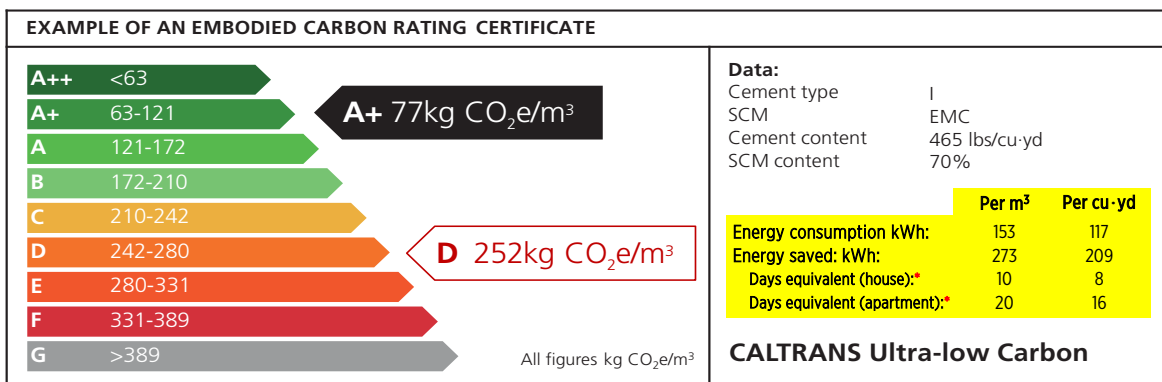 EXAMPLE OF AN EMBODIED CARBON RATING CERTIFICATE
A++ <63
A+ 63-121
A 121-172
B 172-210
C 210-242
D 242-280
E 280-331
F 331-389
G >389
A+ 77kg CO₂e/m³
D 252kg CO₂e/m³
All figures kg CO₂e/m³
Data:
Cement type I
SCM EMC
Cement content 465 lbs/cu·yd
SCM content 70%
Per m³ Per cu·yd
Energy consumption kWh: 153 117
Energy saved: kWh: 273 209
Days equivalent (house):* 10 8
Days equivalent (apartment):* 20 16
CALTRANS Ultra-low Carbon